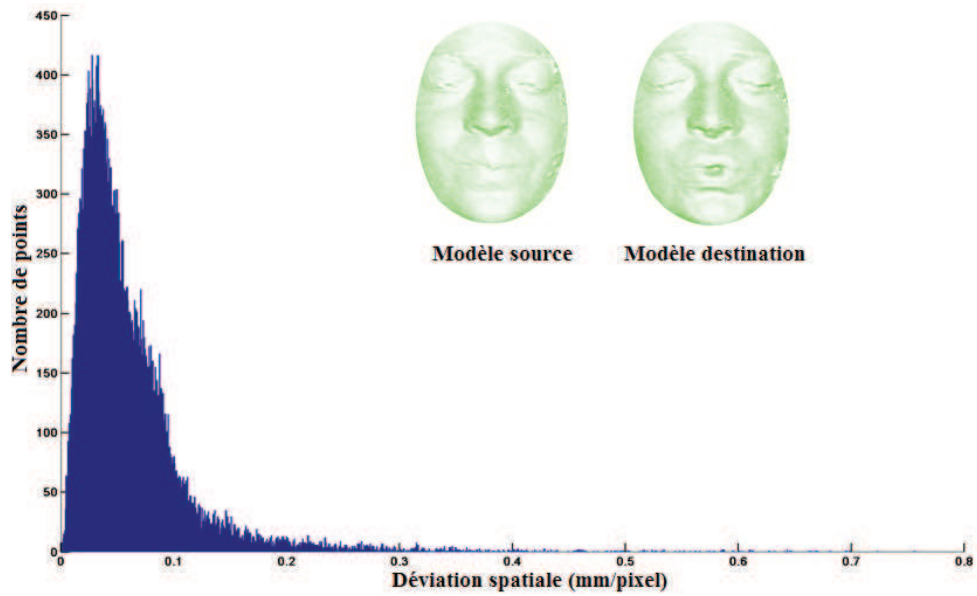 450
400
350
300
250
200
150
100
50
0
Nombre de points
Modèle source
Modèle destination
0 0.1 0.2 0.3 0.4 0.5 0.6 0.7 0.8
Déviation spatiale (mm/pixel)